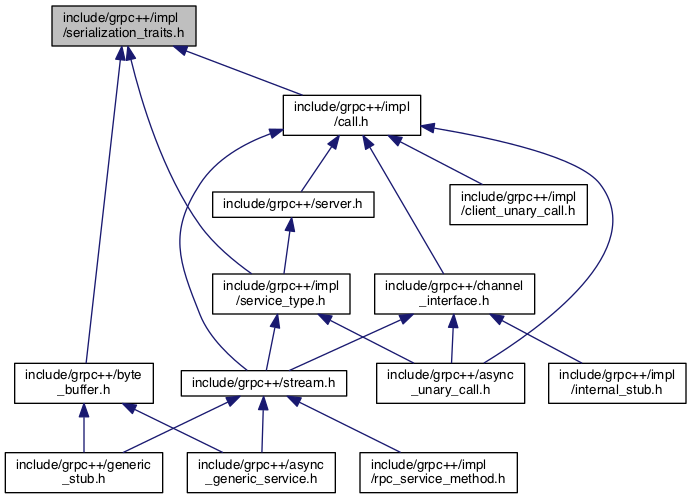 include/grpc++/impl
/serialization_traits.h
include/grpc++/impl
/call.h
include/grpc++/server.h
include/grpc++/impl
/client_unary_call.h
include/grpc++/impl
/service_type.h
include/grpc++/channel
_interface.h
include/grpc++/byte
_buffer.h
include/grpc++/stream.h
include/grpc++/async
_unary_call.h
include/grpc++/impl
/internal_stub.h
include/grpc++/generic
_stub.h
include/grpc++/async
_generic_service.h
include/grpc++/impl
/rpc_service_method.h